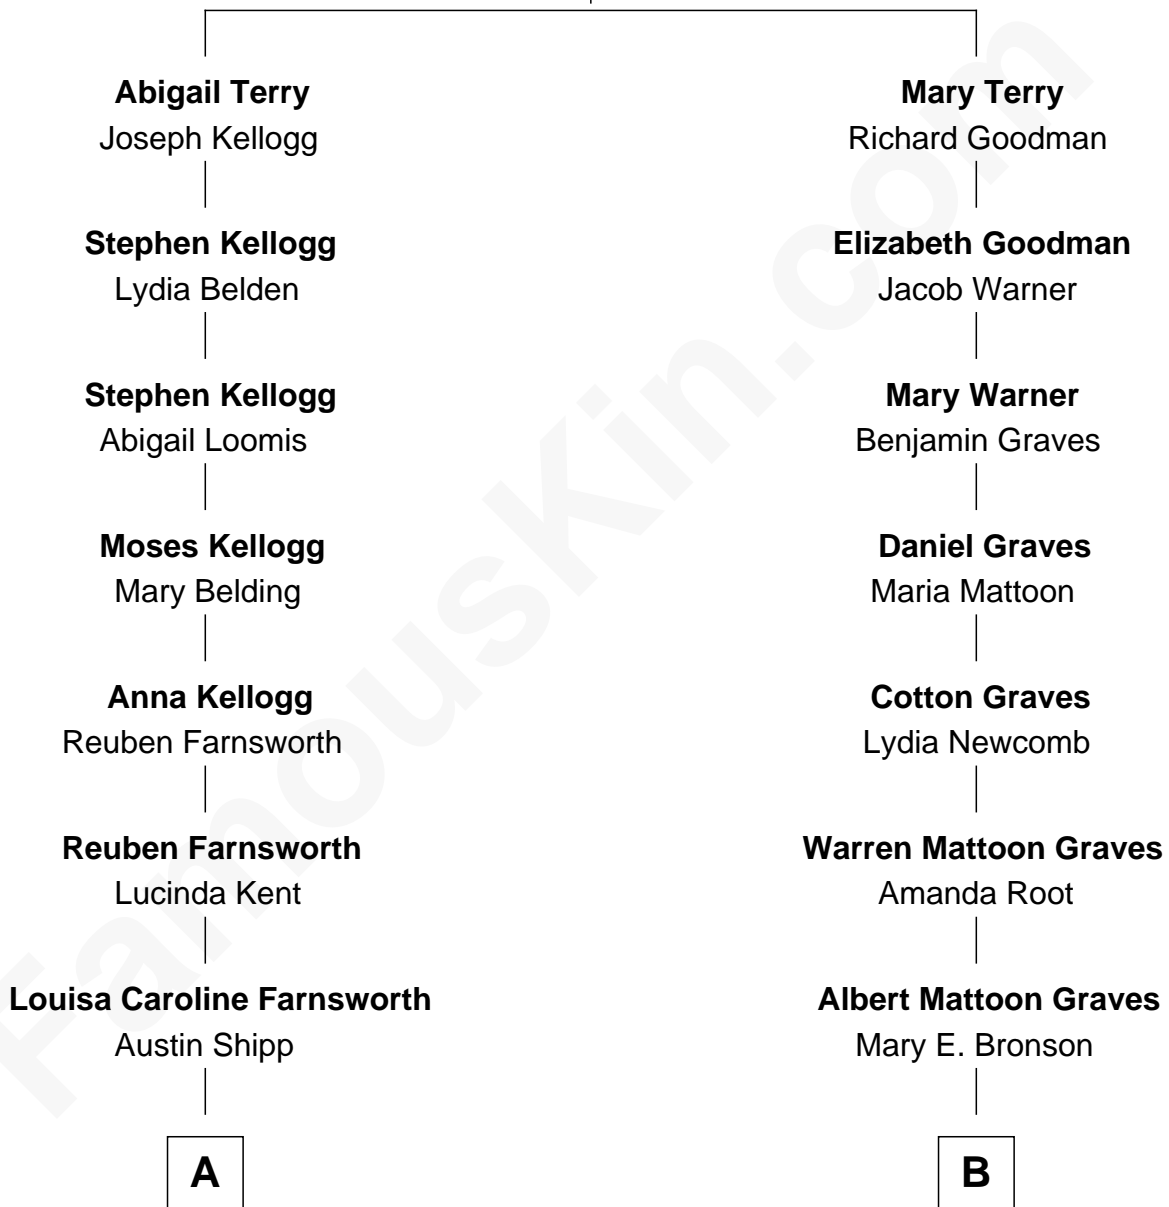 Abigail Terry
Joseph Kellogg
Mary Terry
Richard Goodman
Stephen Kellogg
Lydia Belden
Elizabeth Goodman
Jacob Warner
Stephen Kellogg
Abigail Loomis
Mary Warner
Benjamin Graves
Moses Kellogg
Mary Belding
Daniel Graves
Maria Mattoon
Anna Kellogg
Reuben Farnsworth
Cotton Graves
Lydia Newcomb
Reuben Farnsworth
Lucinda Kent
Warren Mattoon Graves
Amanda Root
Louisa Caroline Farnsworth
Austin Shipp
Albert Mattoon Graves
Mary E. Bronson
A
B
FamousKin.com